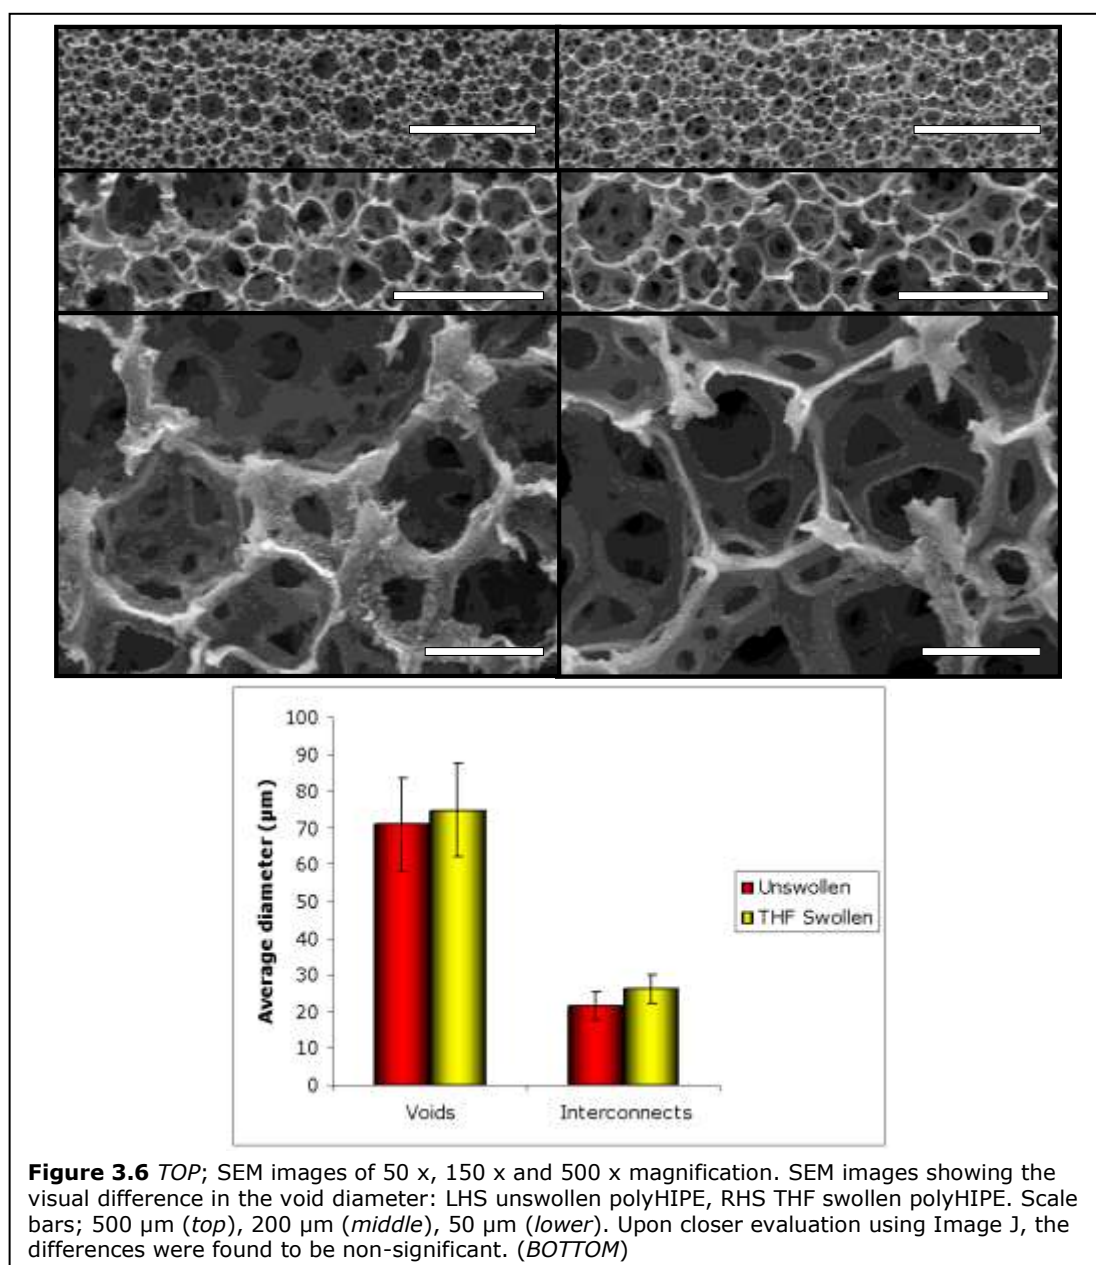 100
90
80
70
60
50
40
30
20
10
0
Average diameter (µm)
Voids
Interconnects
Unswollen
THF Swollen
Figure 3.6 TOP; SEM images of 50 x, 150 x and 500 x magnification. SEM images showing the
visual difference in the void diameter: LHS unswollen polyHIPE, RHS THF swollen polyHIPE. Scale
bars; 500 µm (top), 200 µm (middle), 50 µm (lower). Upon closer evaluation using Image J, the
differences were found to be non-significant. (BOTTOM)